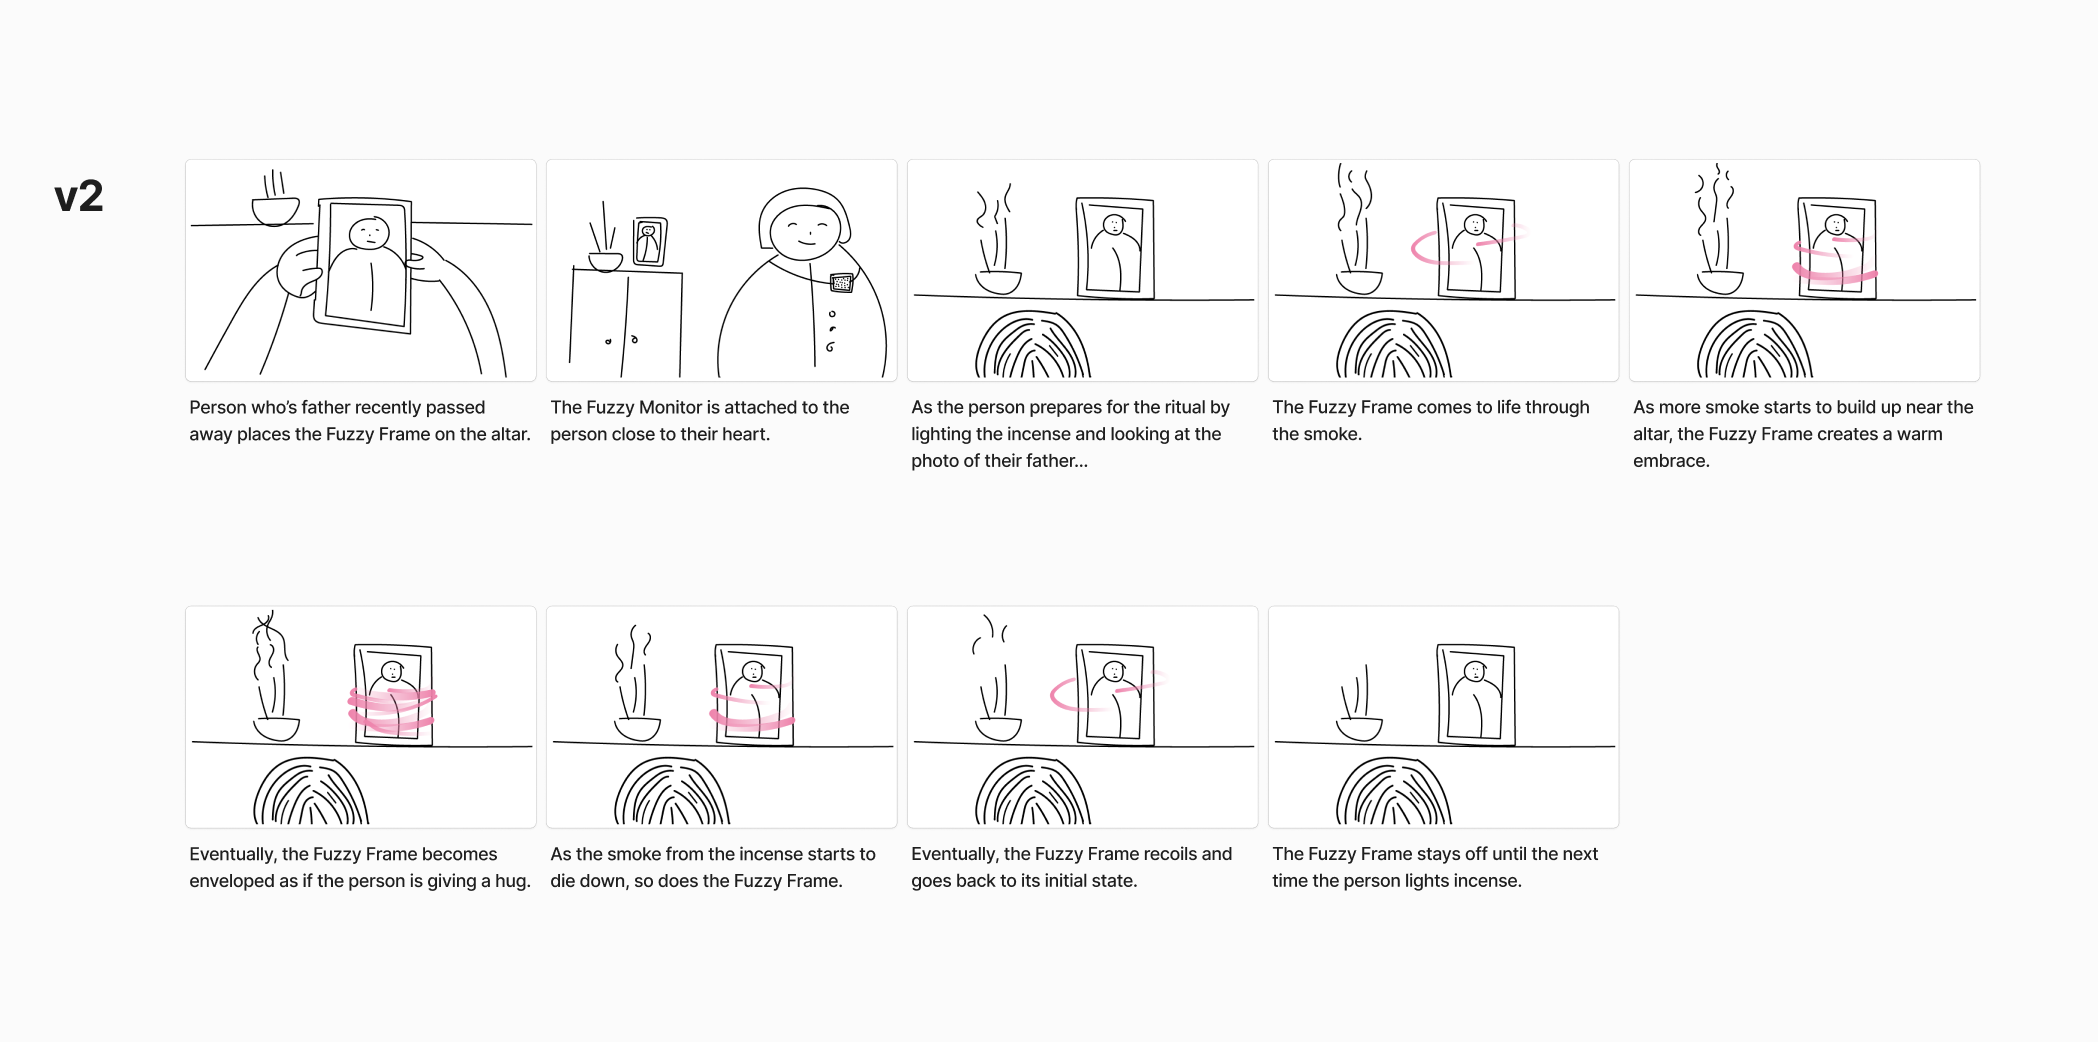 v2
Person who’s father recently passed
away places the Fuzzy Frame on the altar.
The Fuzzy Monitor is attached to the
person close to their heart.
As the person prepares for the ritual by
lighting the incense and looking at the
photo of their father...
The Fuzzy Frame comes to life through
the smoke.
As more smoke starts to build up near the
altar, the Fuzzy Frame creates a warm
embrace.
Eventually, the Fuzzy Frame becomes
enveloped as if the person is giving a hug.
As the smoke from the incense starts to
die down, so does the Fuzzy Frame.
Eventually, the Fuzzy Frame recoils and
goes back to its initial state.
The Fuzzy Frame stays off until the next
time the person lights incense.